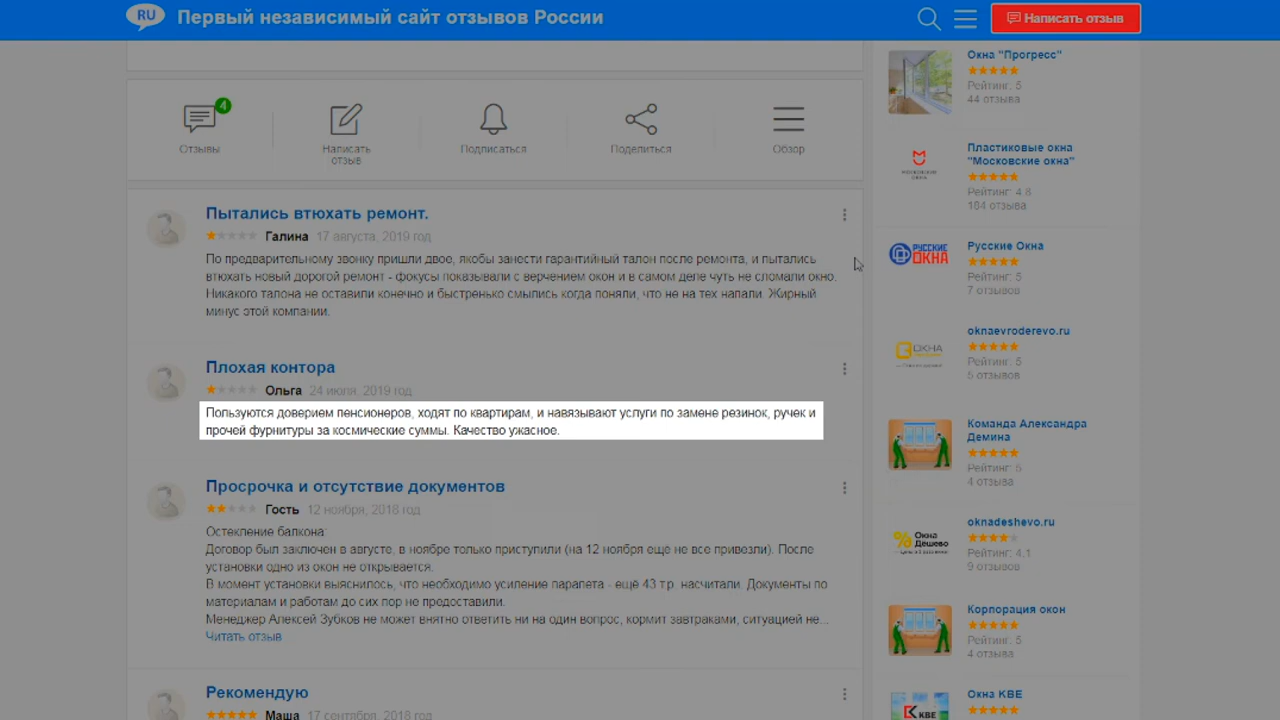 RU
Первый независимый сайт отзывов России
Написать отзыв
4
Отзывы
Написать
отзыв
Подписаться
Поделиться
Обзор
Пытались втюхать ремонт.
Галина 17 августа, 2019 год
По предварительному звонку пришли двое, якобы занести гарантийный талон после ремонта, и пытались
втюхать новый дорогой ремонт - фокусы показывали с верчением окон и в самом деле чуть не сломали окно.
Никакого талона не оставили конечно и быстренько смылись когда поняли, что не на тех напали. Жирный
минус этой компании.
Плохая контора
Ольга 24 июля, 2019 год
Пользуются доверием пенсионеров, ходят по квартирам, и навязывают услуги по замене резинок, ручек и
прочей фурнитуры за космические суммы. Качество ужасное.
Просрочка и отсутствие документов
Гость 12 ноября, 2018 год
Остекление балкона:
Договор был заключен в августе, в ноябре только приступили (на 12 ноября еще не все привезли). После
установки одно из окон не открывается.
В момент установки выяснилось, что необходимо усиление парапета - ещё 43 т.р. насчитали. Документы по
материалам и работам до сих пор не предоставили.
Менеджер Алексей Зубков не может внятно ответить ни на один вопрос, кормит завтраками, ситуацией не...
Читать отзыв
Рекомендую
Маша 17 сентября, 2018 год
Окна "Прогресс"
Рейтинг: 5
44 отзыва
Пластиковые окна
"Московские окна"
Рейтинг: 4.8
184 отзыва
МОСКОВСКИЕ
ОКНА
Русские Окна
Рейтинг: 5
7 отзывов
РУССКИЕ
ОКНА
oknaevroderevo.ru
Рейтинг: 5
5 отзывов
ОКНА
Команда Александра
Демина
Рейтинг: 5
4 отзыва
oknadeshevo.ru
Рейтинг: 4.1
9 отзывов
Окна
Дешево
Корпорация окон
Рейтинг: 5
4 отзыва
Окна КВЕ
КВЕ